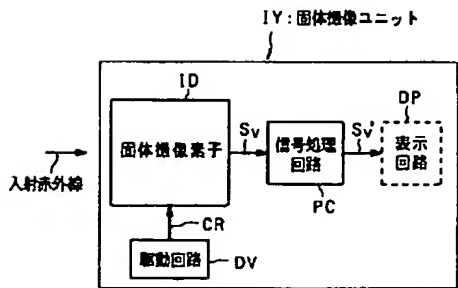 IY:固体撮像ユニット
ID
DP
固体撮像素子
Sv
信号処理
回路
Sv'
表示
回路
入射赤外線
PC
CR
駆動回路
DV